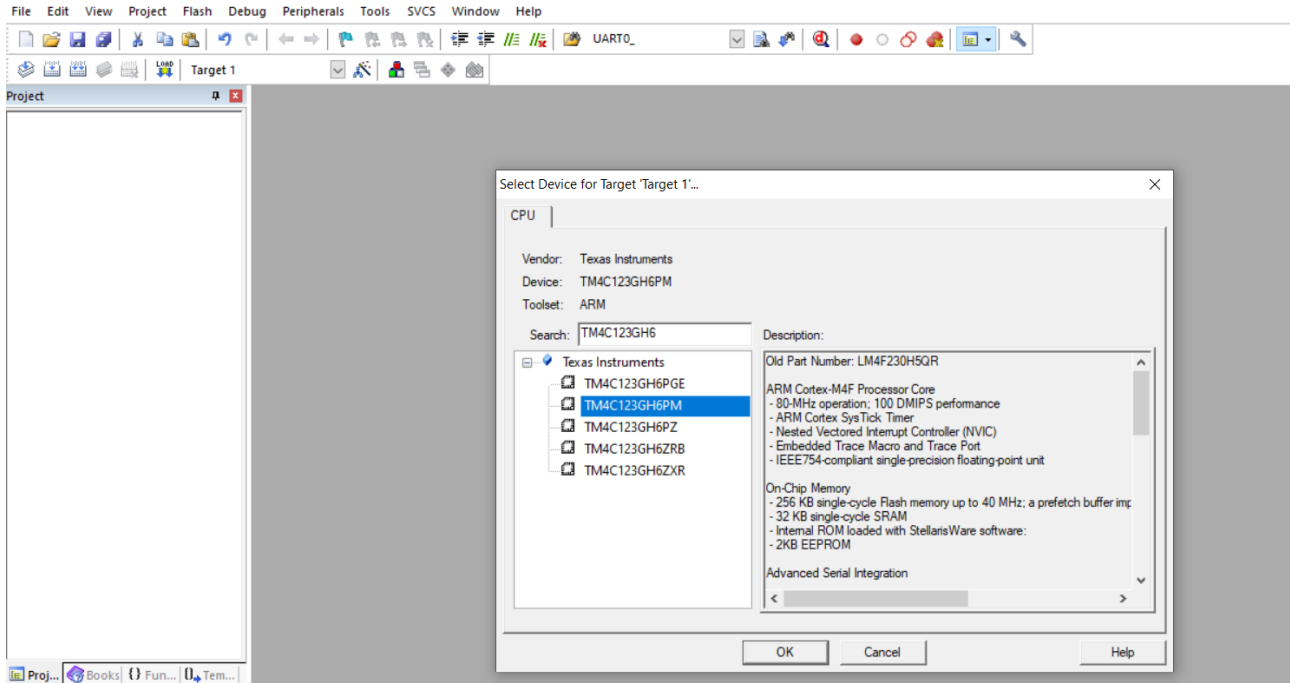 File Edit View Project Flash Debug Peripherals Tools SVCS Window Help
UART0_
LOAD Target 1
Project
Select Device for Target 'Target 1'...
CPU
Vendor: Texas Instruments
Device: TM4C123GH6PM
Toolset: ARM
Search: TM4C123GH6
Texas Instruments
TM4C123GH6PGE
TM4C123GH6PM
TM4C123GH6PZ
TM4C123GH6ZRB
TM4C123GH6ZXR
Description:
Old Part Number: LM4F230H5QR
ARM Cortex-M4F Processor Core
- 80-MHz operation; 100 DMIPS performance
- ARM Cortex SysTick Timer
- Nested Vectored Interrupt Controller (NVIC)
- Embedded Trace Macro and Trace Port
- IEEE754-compliant single-precision floating-point unit
On-Chip Memory
- 256 KB single-cycle Flash memory up to 40 MHz; a prefetch buffer imp
- 32 KB single-cycle SRAM
- Internal ROM loaded with StellarisWare software:
- 2KB EEPROM
Advanced Serial Integration
OK Cancel Help
Proj... Books {} Fun... 0 Tem...